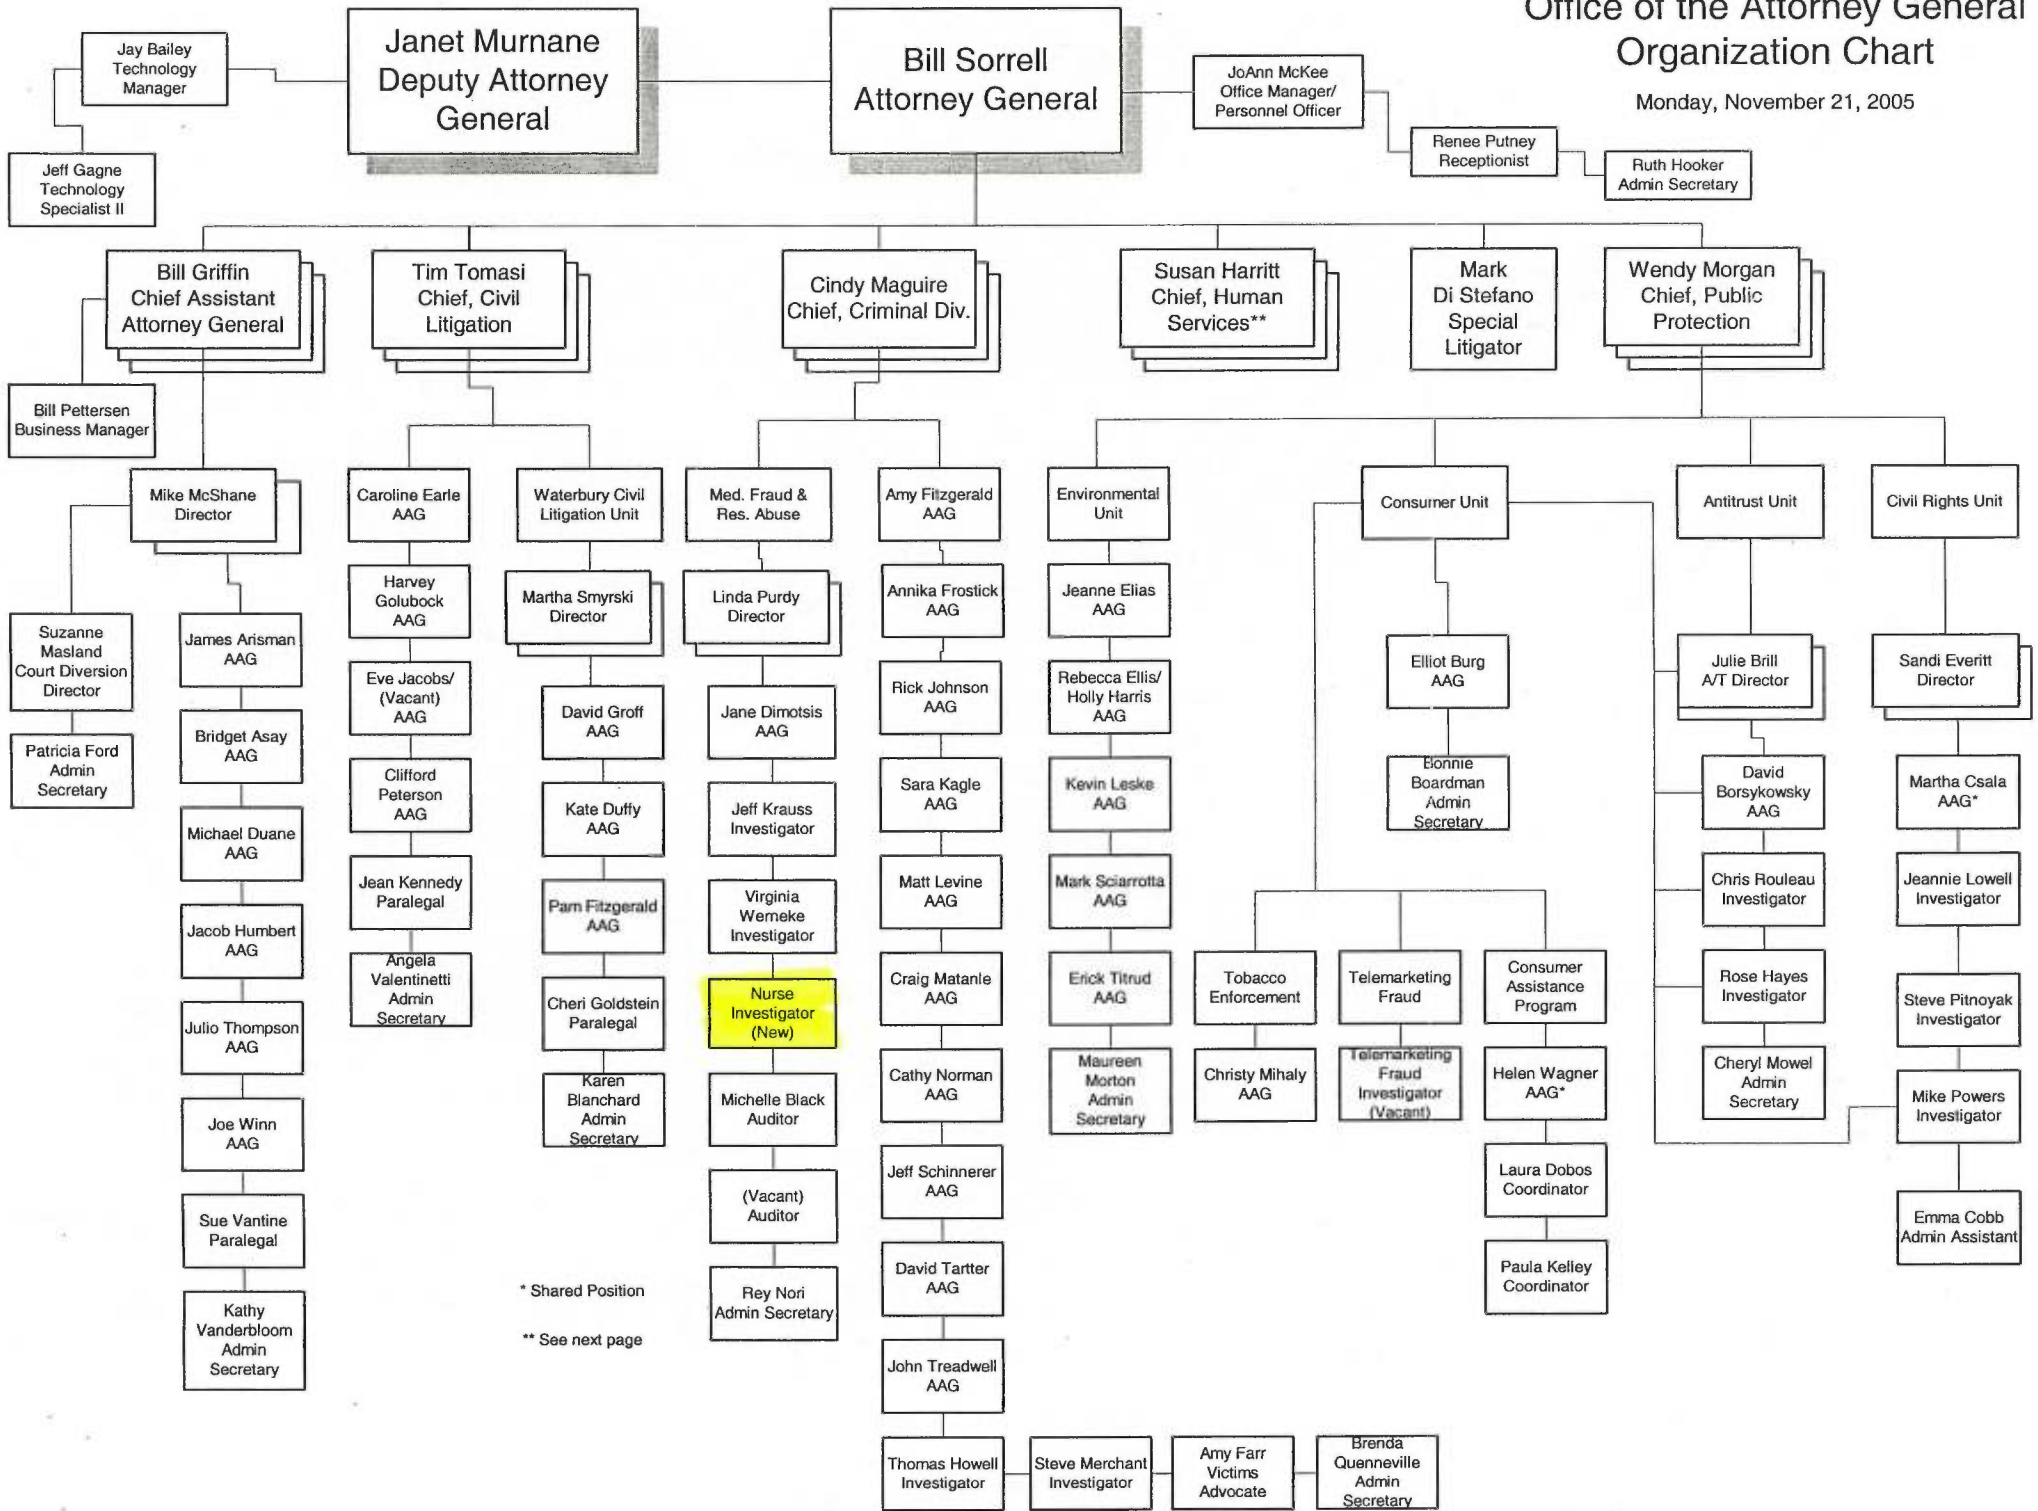 Office of the Attorney General
Organization Chart
Monday, November 21, 2005
Jay Bailey
Technology
Manager
Janet Murnane
Deputy Attorney
General
Bill Sorrell
Attorney General
JoAnn McKee
Office Manager/
Personnel Officer
Renee Putney
Receptionist
Ruth Hooker
Admin Secretary
Jeff Gagne
Technology
Specialist II
Bill Griffin
Chief Assistant
Attorney General
Tim Tomasi
Chief, Civil
Litigation
Cindy Maguire
Chief, Criminal Div.
Susan Harritt
Chief, Human
Services**
Mark
Di Stefano
Special
Litigator
Wendy Morgan
Chief, Public
Protection
Bill Pettersen
Business Manager
Mike McShane
Director
Suzanne
Masland
Court Diversion
Director
Patricia Ford
Admin
Secretary
James Arisman
AAG
Bridget Asay
AAG
Michael Duane
AAG
Jacob Humbert
AAG
Julio Thompson
AAG
Joe Winn
AAG
Sue Vantine
Paralegal
Kathy
Vanderbloom
Admin
Secretary
Caroline Earle
AAG
Harvey
Golubock
AAG
Eve Jacobs/
(Vacant)
AAG
Clifford
Peterson
AAG
Jean Kennedy
Paralegal
Angela
Valentinetti
Admin
Secretary
Waterbury Civil
Litigation Unit
Martha Smyrski
Director
David Groff
AAG
Kate Duffy
AAG
Pam Fitzgerald
AAG
Cheri Goldstein
Paralegal
Karen
Blanchard
Admin
Secretary
* Shared Position
** See next page
Med. Fraud &
Res. Abuse
Linda Purdy
Director
Jane Dimotsis
AAG
Jeff Krauss
Investigator
Virginia
Werneke
Investigator
Nurse
Investigator
(New)
Michelle Black
Auditor
(Vacant)
Auditor
Rey Nori
Admin Secretary
Amy Fitzgerald
AAG
Annika Frostick
AAG
Rick Johnson
AAG
Sara Kagle
AAG
Matt Levine
AAG
Craig Matanle
AAG
Cathy Norman
AAG
Jeff Schinnerer
AAG
David Tartter
AAG
John Treadwell
AAG
Thomas Howell
Investigator
Steve Merchant
Investigator
Amy Farr
Victims
Advocate
Brenda
Quenneville
Admin
Secretary
Environmental
Unit
Jeanne Elias
AAG
Rebecca Ellis/
Holly Harris
AAG
Kevin Leske
AAG
Mark Sciarrotta
AAG
Erick Titrud
AAG
Maureen
Morton
Admin
Secretary
Consumer Unit
Elliot Burg
AAG
Bonnie
Boardman
Admin
Secretary
Tobacco
Enforcement
Christy Mihaly
AAG
Telemarketing
Fraud
Telemarketing
Fraud
Investigator
(Vacant)
Consumer
Assistance
Program
Helen Wagner
AAG*
Laura Dobos
Coordinator
Paula Kelley
Coordinator
Antitrust Unit
Julie Brill
A/T Director
David
Borsykowsky
AAG
Chris Rouleau
Investigator
Rose Hayes
Investigator
Cheryl Mowel
Admin
Secretary
Civil Rights Unit
Sandi Everitt
Director
Martha Csala
AAG*
Jeannie Lowell
Investigator
Steve Pitnoyak
Investigator
Mike Powers
Investigator
Emma Cobb
Admin Assistant